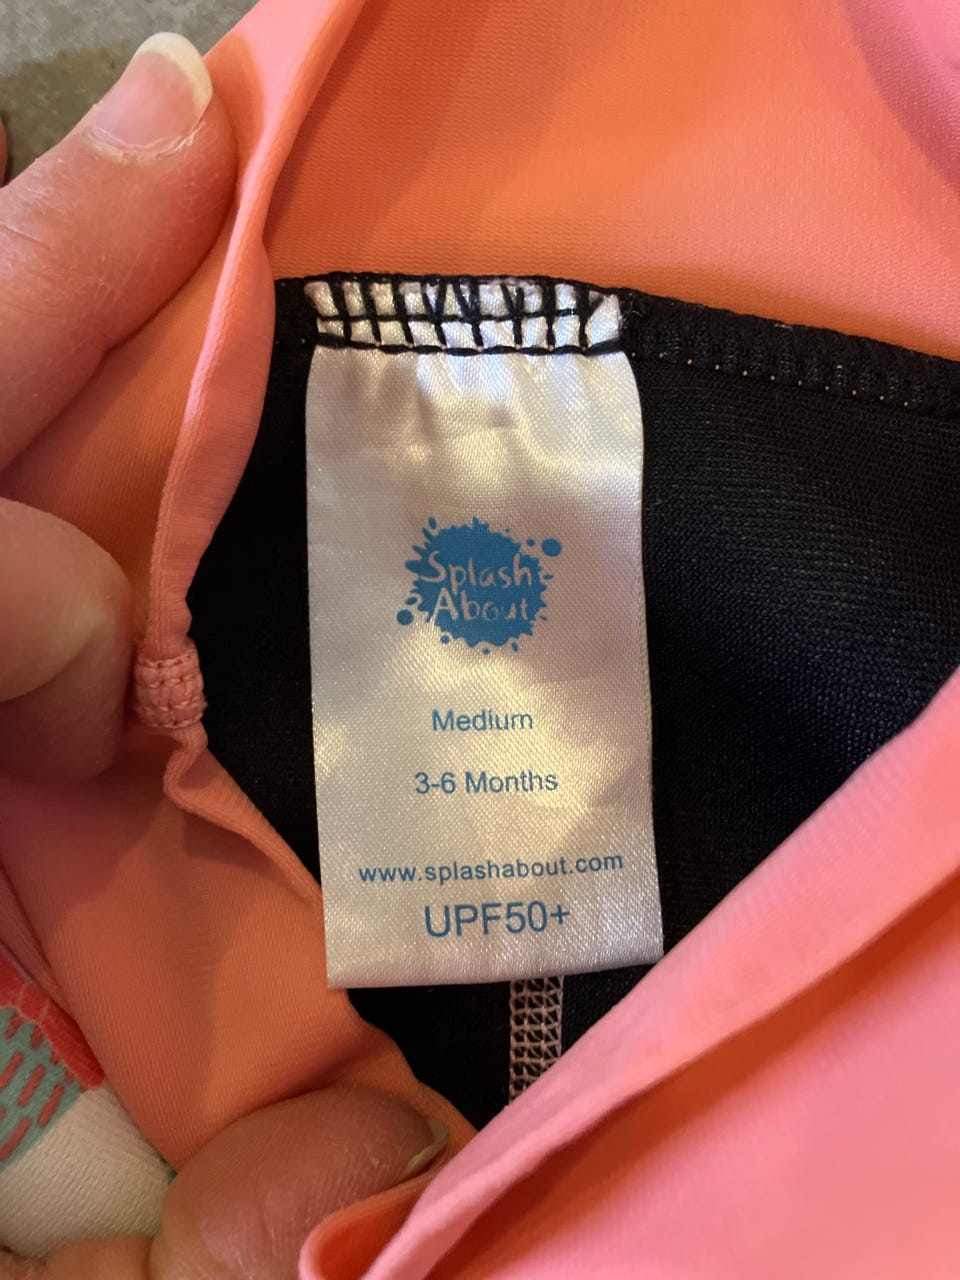 Splash
About
Medium
3-6 Months
www.splashabout.com
UPF50+